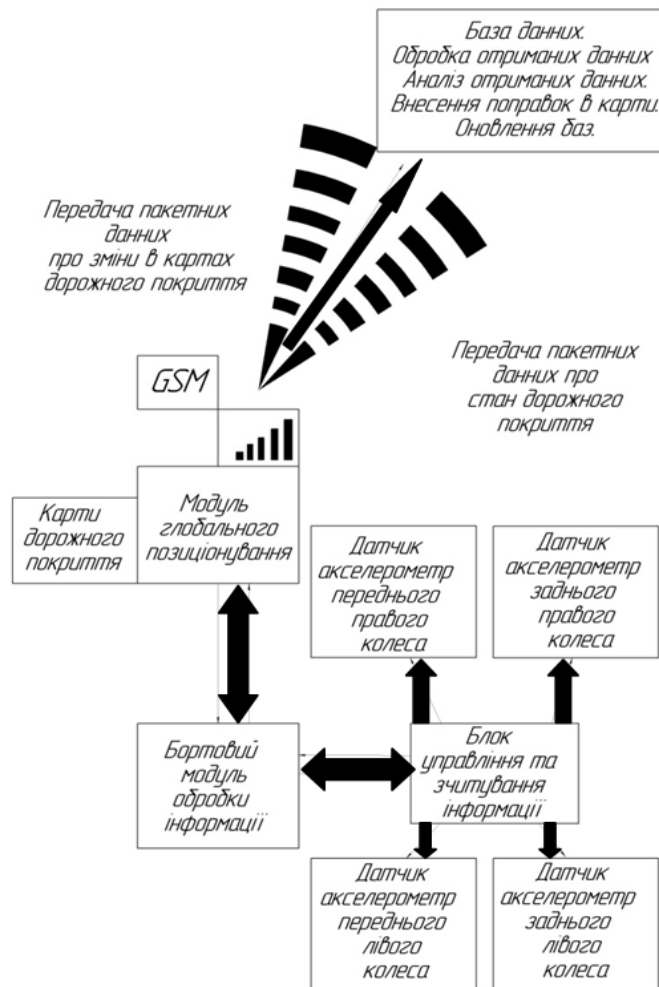 База данних.
Обробка отриманих данних
Аналіз отриманих данних.
Внесення поправок в карти.
Оновлення баз.
Передача пакетних
данних
про зміни в картах
дорожного покриття
Передача пакетних
данних про
стан дорожного
покриття
GSM
Модуль
глобального
позиціонування
Карти
дорожного
покриття
Датчик
акселерометр
переднього
правого
колеса
Датчик
акселерометр
заднього
правого
колеса
Бортовий
модуль
обробки
інформації
Блок
управління та
зчитування
інформації
Датчик
акселерометр
переднього
лівого
колеса
Датчик
акселерометр
заднього
лівого
колеса